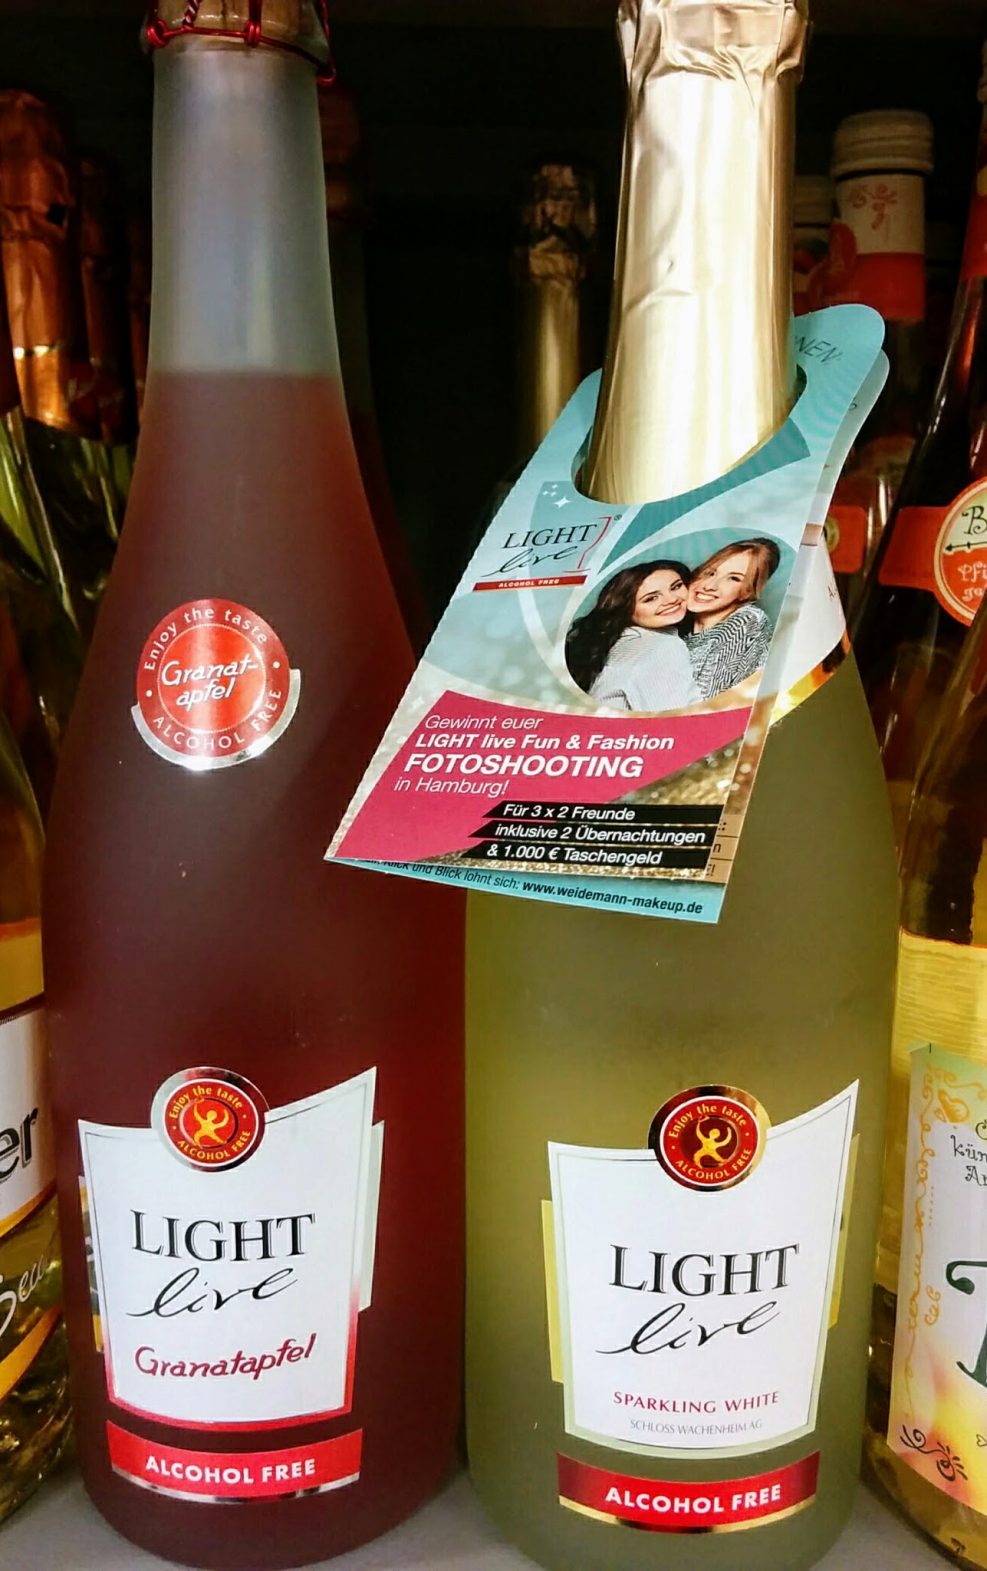 Enjoy the taste
Granat-
apfel
ALCOHOL FREE
NEN-
LIGHT
live
ALCOHOL FREE
Gewinnt euer
LIGHT live Fun & Fashion
FOTOSHOOTING
in Hamburg!
Für 3 x 2 Freunde
inklusive 2 Übernachtungen
& 1.000 € Taschengeld
Klick und Blick lohnt sich: www.weidemann-makeup.de
Enjoy the taste
ALCOHOL FREE
LIGHT
live
Granatapfel
ALCOHOL FREE
Enjoy the taste
ALCOHOL FREE
LIGHT
live
SPARKLING WHITE
SCHLOSS WACHENHEIM AG
ALCOHOL FREE